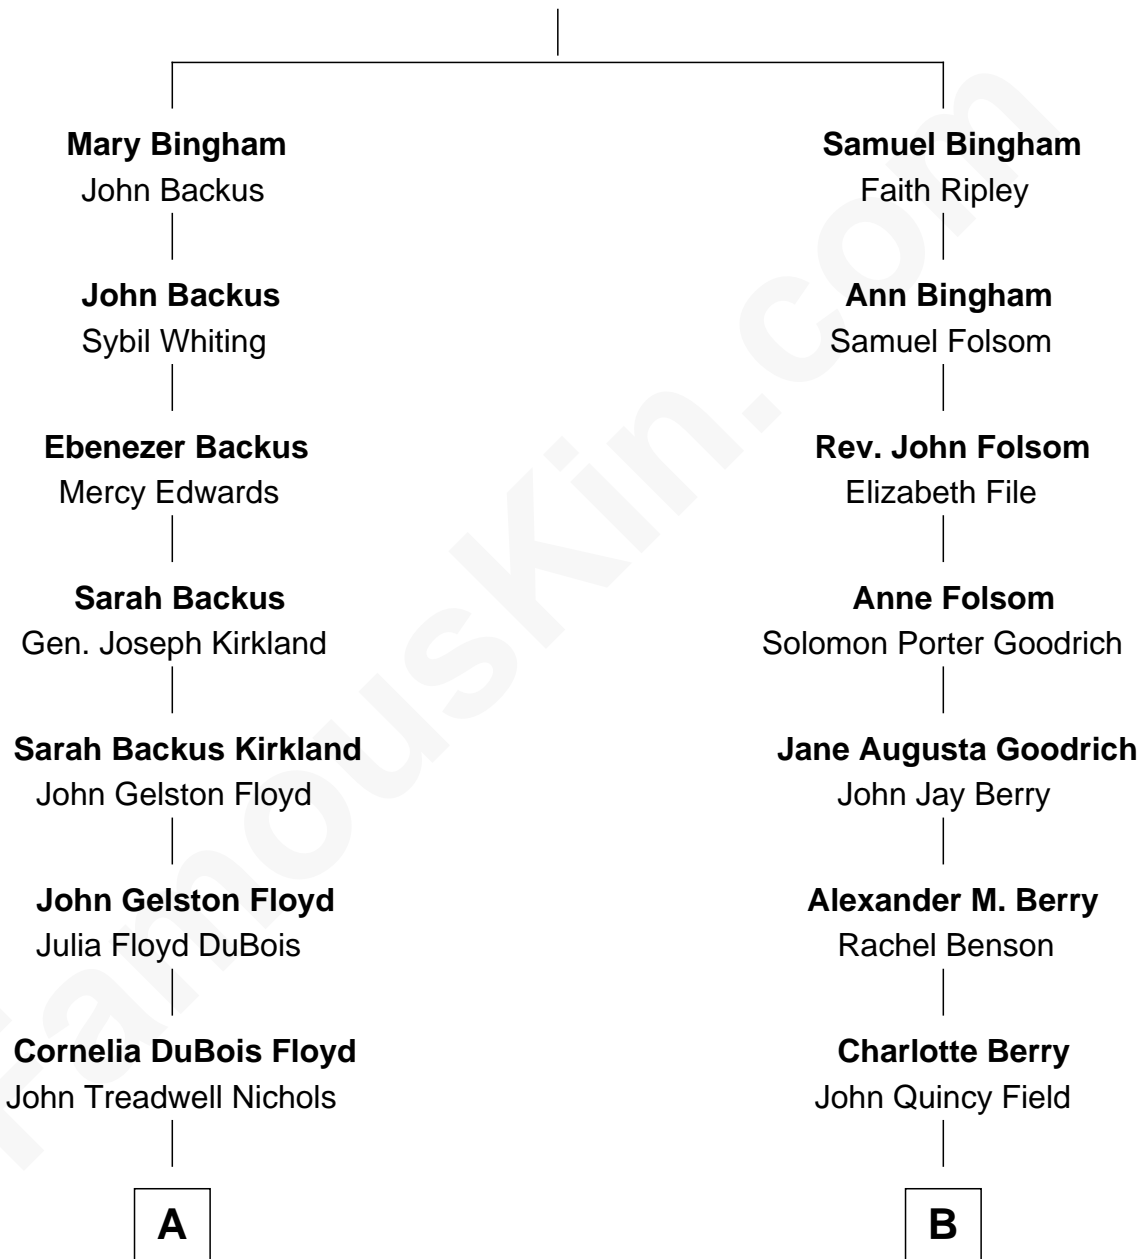 Mary Bingham
John Backus
John Backus
Sybil Whiting
Ebenezer Backus
Mercy Edwards
Sarah Backus
Gen. Joseph Kirkland
Sarah Backus Kirkland
John Gelston Floyd
John Gelston Floyd
Julia Floyd DuBois
Cornelia DuBois Floyd
John Treadwell Nichols
A
Samuel Bingham
Faith Ripley
Ann Bingham
Samuel Folsom
Rev. John Folsom
Elizabeth File
Anne Folsom
Solomon Porter Goodrich
Jane Augusta Goodrich
John Jay Berry
Alexander M. Berry
Rachel Benson
Charlotte Berry
John Quincy Field
B
FamousKin.com